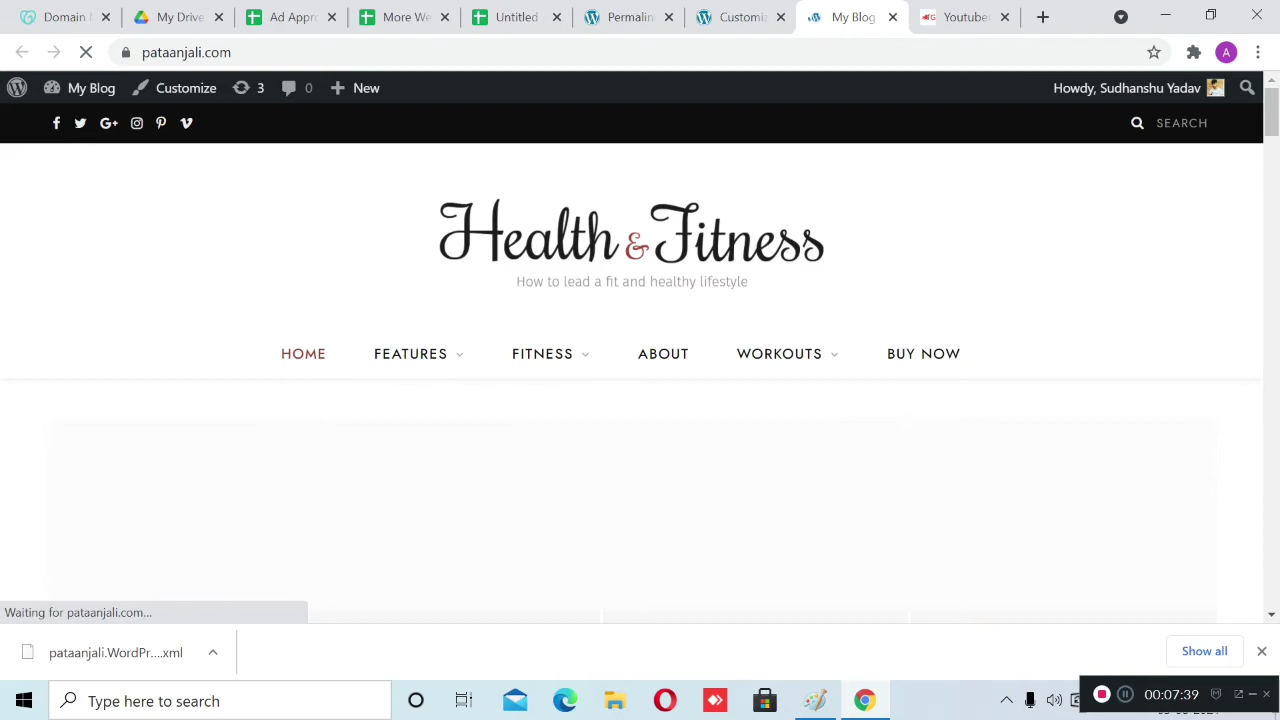 Domain C
My Drive
Ad Appro
More We
Untitled
Permalin
Customi
My Blog
Youtube
pataanjali.com
A
My Blog
Customize
3
0
New
Howdy, Sudhanshu Yadav
SEARCH
Health & Fitness
How to lead a fit and healthy lifestyle
HOME
FEATURES
FITNESS
ABOUT
WORKOUTS
BUY NOW
Waiting for pataanjali.com...
pataanjali.WordPr....xml
Show all
Type here to search
00:07:39